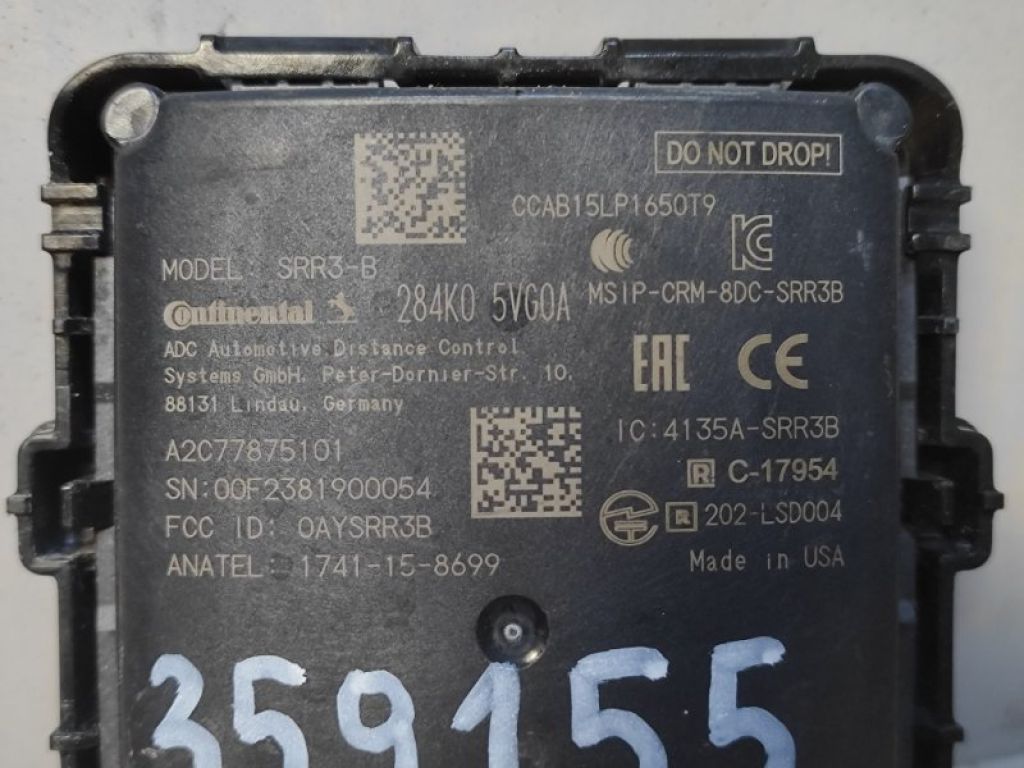 DO NOT DROP!
CCAB15LP1650T9
MODEL: SRR3-B
Continental 284K0 5VG0A
MSIP-CRM-8DC-SRR3B
ADC Automotive Distance Control
Systems GmbH. Peter-Dornier-Str. 10.
88131 Lindau, Germany
EAC CE
A2C77875101
IC:4135A-SRR3B
SN:00F2381900054
R C-17954
FCC ID: OAYSRR3B
R 202-LSD004
ANATEL: 1741-15-8699
Made in USA
359155